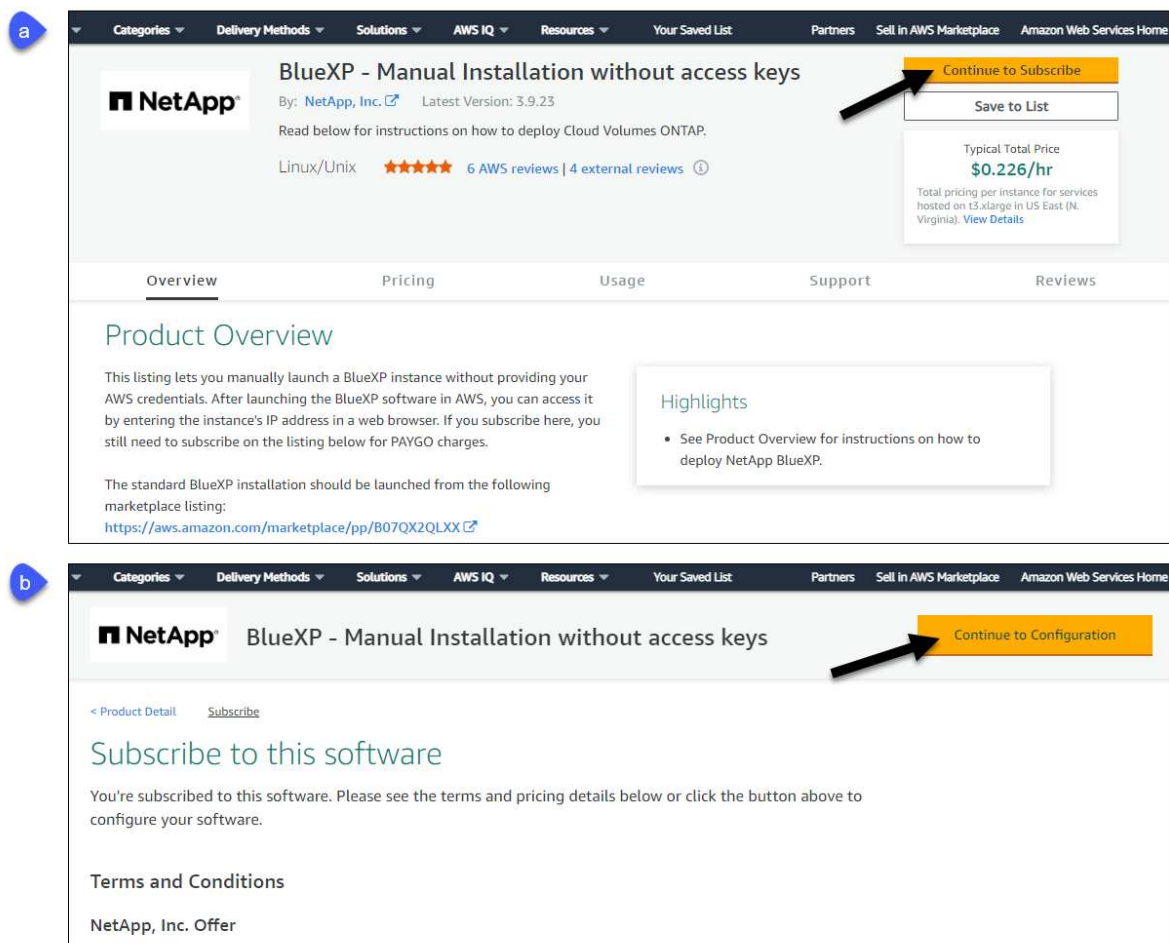 a
Categories Delivery Methods Solutions AWS IQ Resources Your Saved List Partners Sell in AWS Marketplace Amazon Web Services Home
NetApp
BlueXP - Manual Installation without access keys
By: NetApp, Inc. Latest Version: 3.9.23
Read below for instructions on how to deploy Cloud Volumes ONTAP.
Linux/Unix 6 AWS reviews | 4 external reviews
Continue to Subscribe
Save to List
Typical Total Price
$0.226/hr
Total pricing per instance for services
hosted on t3.xlarge in US East (N.
Virginia). View Details
Overview Pricing Usage Support Reviews
Product Overview
This listing lets you manually launch a BlueXP instance without providing your
AWS credentials. After launching the BlueXP software in AWS, you can access it
by entering the instance's IP address in a web browser. If you subscribe here, you
still need to subscribe on the listing below for PAYGO charges.
The standard BlueXP installation should be launched from the following
marketplace listing:
https://aws.amazon.com/marketplace/pp/B07QX2QLXX
Highlights
• See Product Overview for instructions on how to
deploy NetApp BlueXP.
b
Categories Delivery Methods Solutions AWS IQ Resources Your Saved List Partners Sell in AWS Marketplace Amazon Web Services Home
NetApp BlueXP - Manual Installation without access keys
Continue to Configuration
< Product Detail Subscribe
Subscribe to this software
You're subscribed to this software. Please see the terms and pricing details below or click the button above to
configure your software.
Terms and Conditions
NetApp, Inc. Offer